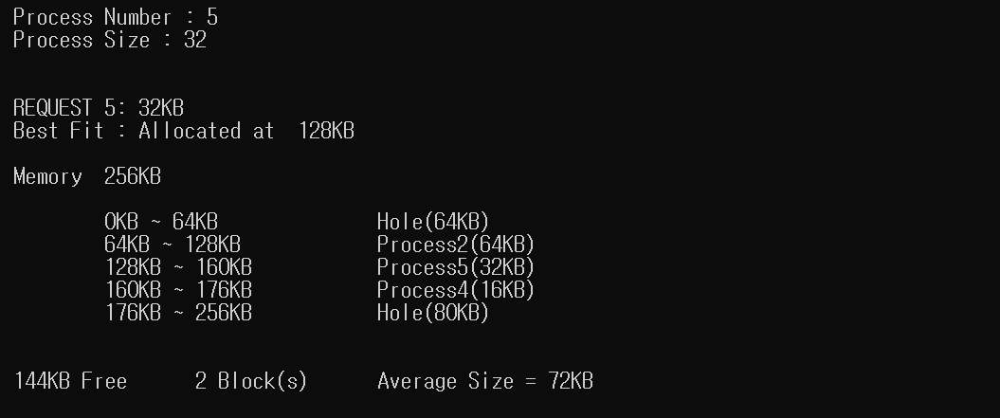 Process Number : 5
Process Size : 32
REQUEST 5: 32KB
Best Fit : Allocated at  128KB
Memory  256KB
0KB ~ 64KB Hole(64KB)
64KB ~ 128KB Process2(64KB)
128KB ~ 160KB Process5(32KB)
160KB ~ 176KB Process4(16KB)
176KB ~ 256KB Hole(80KB)
144KB Free 2 Block(s) Average Size = 72KB